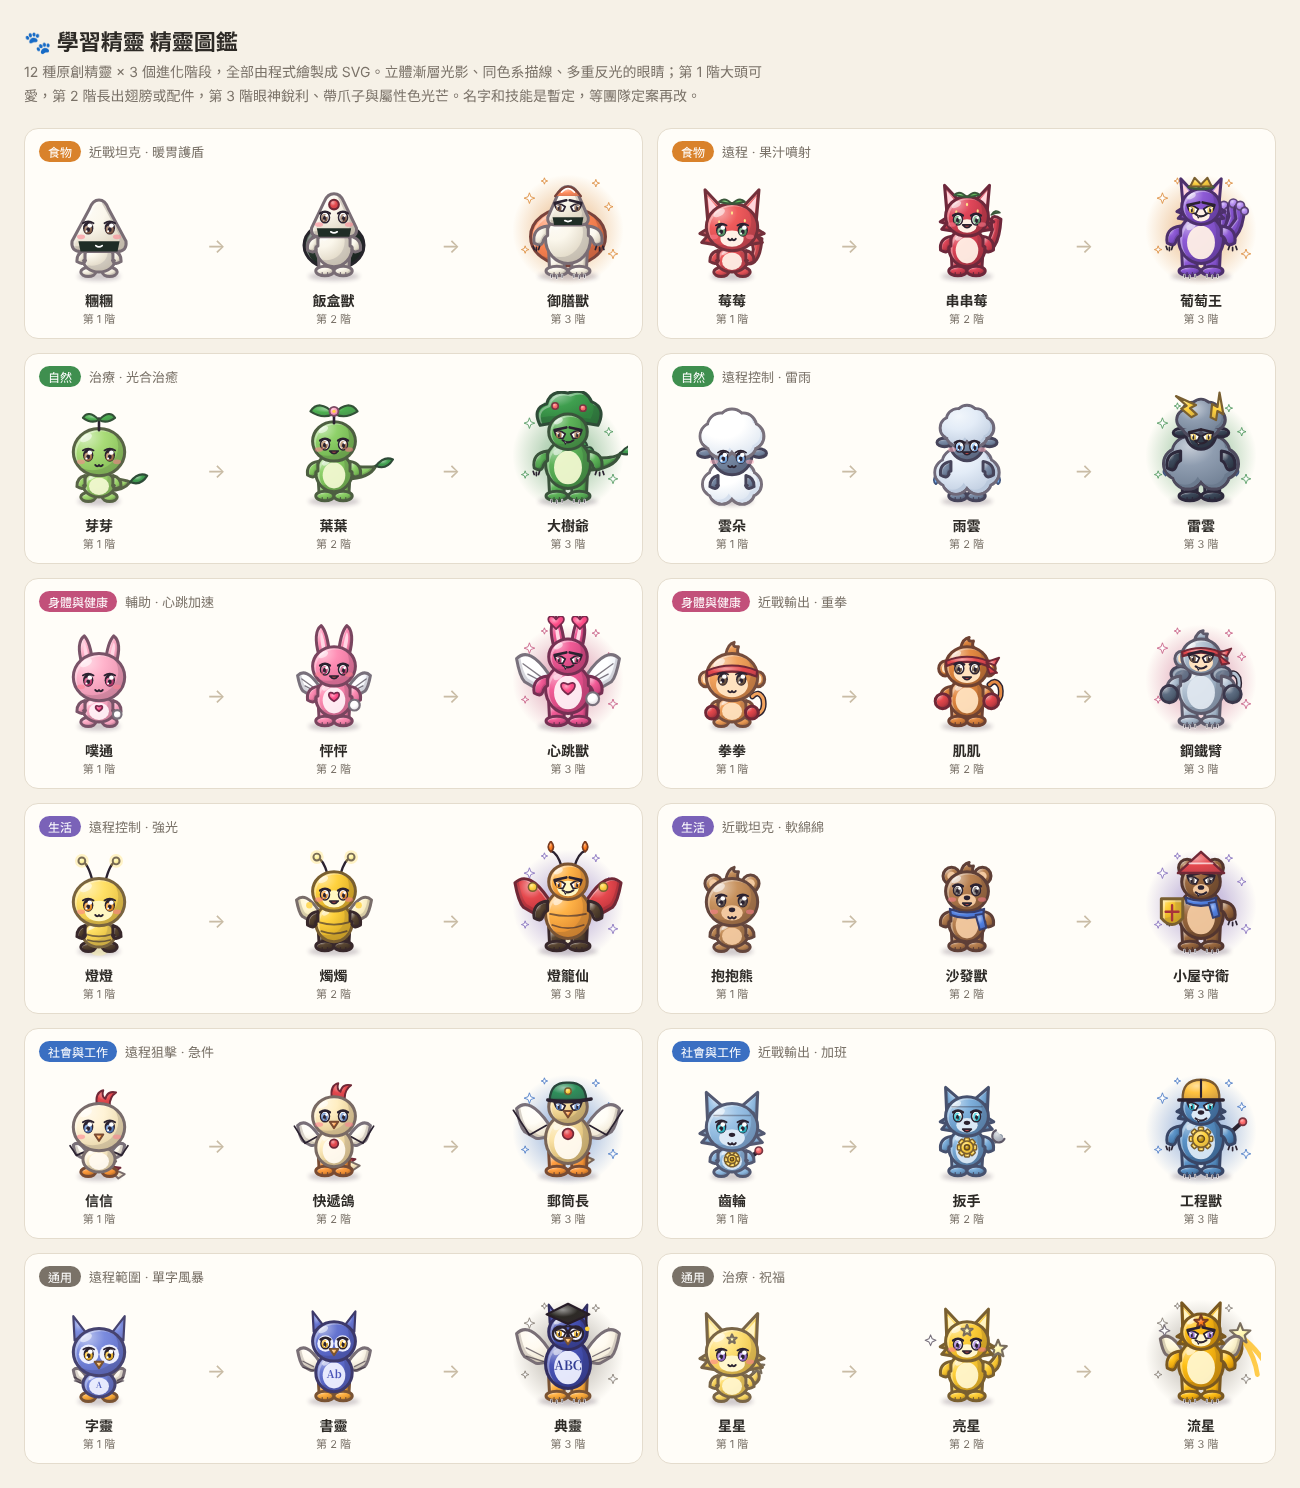 🐾 學習精靈 精靈圖鑑
12 種原創精靈 × 3 個進化階段，全部由程式繪製成 SVG。立體漸層光影、同色系描線、多重反光的眼睛；第 1 階大頭可
愛，第 2 階長出翅膀或配件，第 3 階眼神銳利、帶爪子與屬性色光芒。名字和技能是暫定，等團隊定案再改。
食物 近戰坦克 · 暖胃護盾
糰糰 → 飯盒獸 → 御膳獸
第 1 階 第 2 階 第 3 階
食物 遠程 · 果汁噴射
莓莓 → 串串莓 → 葡萄王
第 1 階 第 2 階 第 3 階
自然 治療 · 光合治癒
芽芽 → 葉葉 → 大樹爺
第 1 階 第 2 階 第 3 階
自然 遠程控制 · 雷雨
雲朵 → 雨雲 → 雷雲
第 1 階 第 2 階 第 3 階
身體與健康 輔助 · 心跳加速
噗通 → 怦怦 → 心跳獸
第 1 階 第 2 階 第 3 階
身體與健康 近戰輸出 · 重拳
拳拳 → 肌肌 → 鋼鐵臂
第 1 階 第 2 階 第 3 階
生活 遠程控制 · 強光
燈燈 → 燭燭 → 燈籠仙
第 1 階 第 2 階 第 3 階
生活 近戰坦克 · 軟綿綿
抱抱熊 → 沙發獸 → 小屋守衛
第 1 階 第 2 階 第 3 階
社會與工作 遠程狙擊 · 急件
信信 → 快遞鴿 → 郵筒長
第 1 階 第 2 階 第 3 階
社會與工作 近戰輸出 · 加班
齒輪 → 扳手 → 工程獸
第 1 階 第 2 階 第 3 階
通用 遠程範圍 · 單字風暴
A Ab ABC
字靈 → 書靈 → 典靈
第 1 階 第 2 階 第 3 階
通用 治療 · 祝福
星星 → 亮星 → 流星
第 1 階 第 2 階 第 3 階